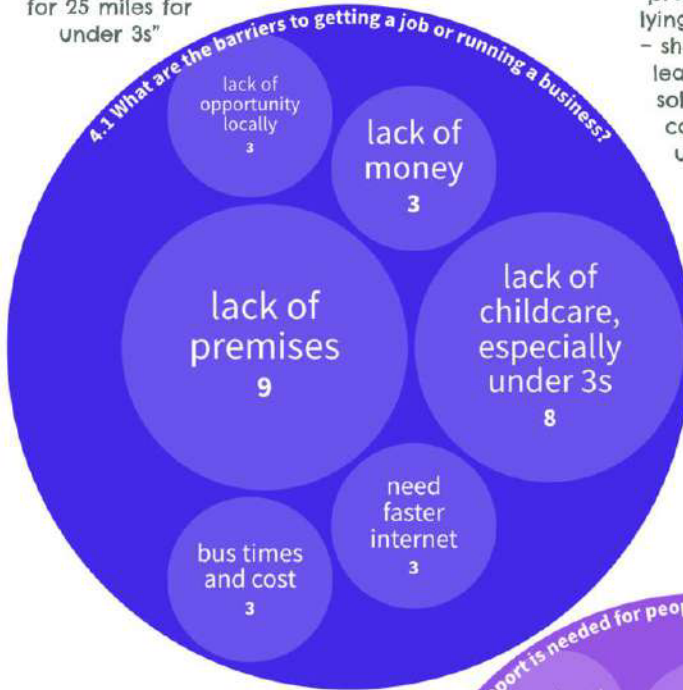 for 25 miles for
under 3s”
lying
4.1 What are the barriers to getting a job or running a business?
lack of
opportunity
locally
3
lack of
money
3
lack of
premises
9
lack of
childcare,
especially
under 3s
8
need
faster
internet
3
bus times
and cost
3
is needed for